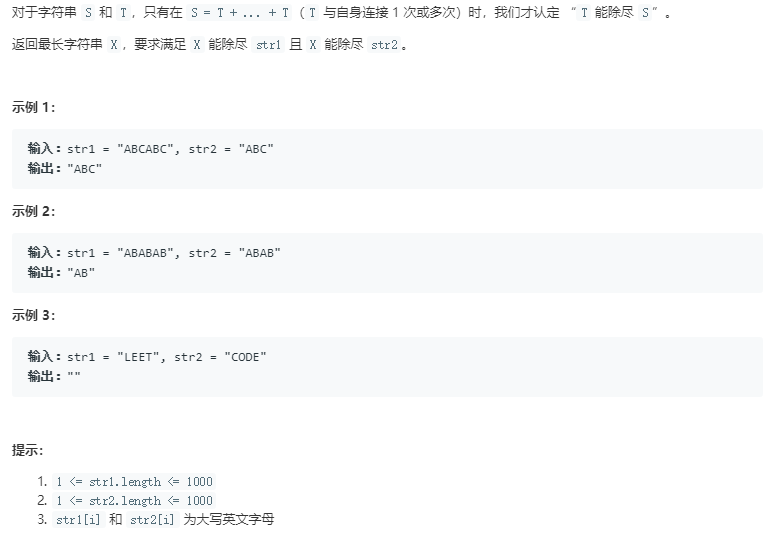 对于字符串 S 和 T，只有在 S = T + ... + T（T 与自身连接 1 次或多次）时，我们才认定 “T 能除尽 S”。
返回最长字符串 X，要求满足 X 能除尽 str1 且 X 能除尽 str2。
示例 1：
输入：str1 = "ABCABC", str2 = "ABC"
输出："ABC"
示例 2：
输入：str1 = "ABABAB", str2 = "ABAB"
输出："AB"
示例 3：
输入：str1 = "LEET", str2 = "CODE"
输出：""
提示：
1. 1 <= str1.length <= 1000
2. 1 <= str2.length <= 1000
3. str1[i] 和 str2[i] 为大写英文字母